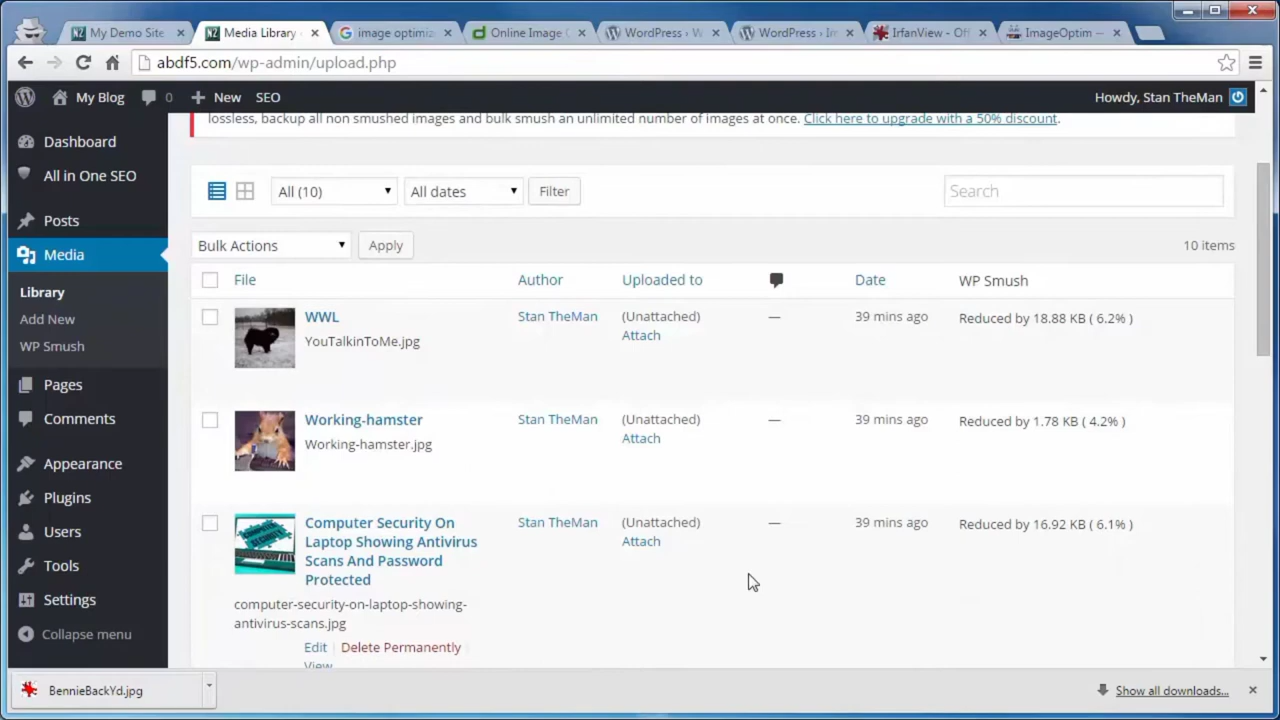 My Demo Site
Media Library
image optimiz
Online Image
WordPress › W
WordPress › Im
IrfanView - Off
ImageOptim —
abdf5.com/wp-admin/upload.php
My Blog 0 New SEO Howdy, Stan TheMan
lossless, backup all non smushed images and bulk smush an unlimited number of images at once. Click here to upgrade with a 50% discount.
Dashboard
All in One SEO
Posts
Media
Library
Add New
WP Smush
Pages
Comments
Appearance
Plugins
Users
Tools
Settings
Collapse menu
All (10) All dates Filter Search
Bulk Actions Apply 10 items
File Author Uploaded to Date WP Smush
WWL Stan TheMan (Unattached) — 39 mins ago Reduced by 18.88 KB ( 6.2% )
YouTalkinToMe.jpg Attach
Working-hamster Stan TheMan (Unattached) — 39 mins ago Reduced by 1.78 KB ( 4.2% )
Working-hamster.jpg Attach
Computer Security On Stan TheMan (Unattached) — 39 mins ago Reduced by 16.92 KB ( 6.1% )
Laptop Showing Antivirus Attach
Scans And Password
Protected
computer-security-on-laptop-showing-
antivirus-scans.jpg
Edit | Delete Permanently |
View
BennieBackYd.jpg Show all downloads...